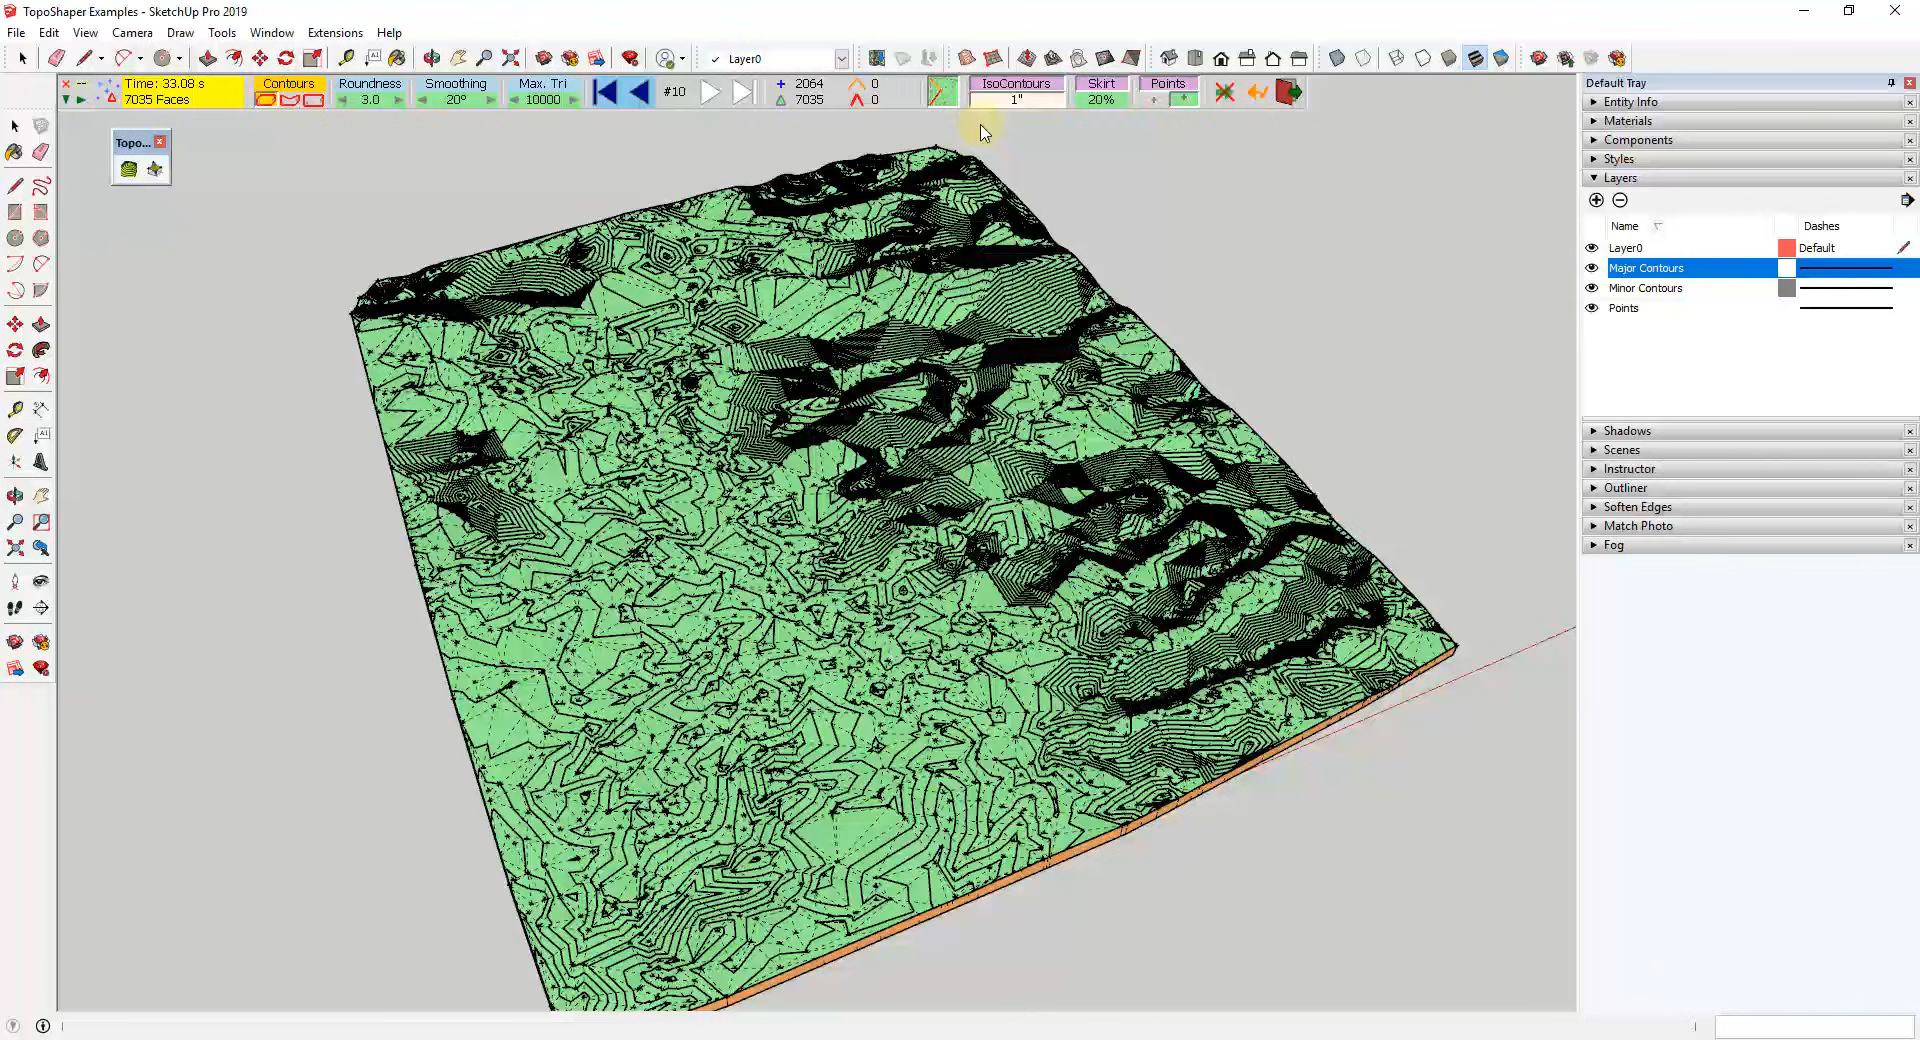 TopoShaper Examples - SketchUp Pro 2019
File Edit View Camera Draw Tools Window Extensions Help
Layer0
Time: 33.08 s
7035 Faces
Contours
Roundness
3.0
Smoothing
20°
Max. Tri
10000
#10
2064
7035
0
0
IsoContours
1"
Skirt
20%
Points
Topo...
Default Tray
Entity Info
Materials
Components
Styles
Layers
Name Dashes
Layer0 Default
Major Contours
Minor Contours
Points
Shadows
Scenes
Instructor
Outliner
Soften Edges
Match Photo
Fog